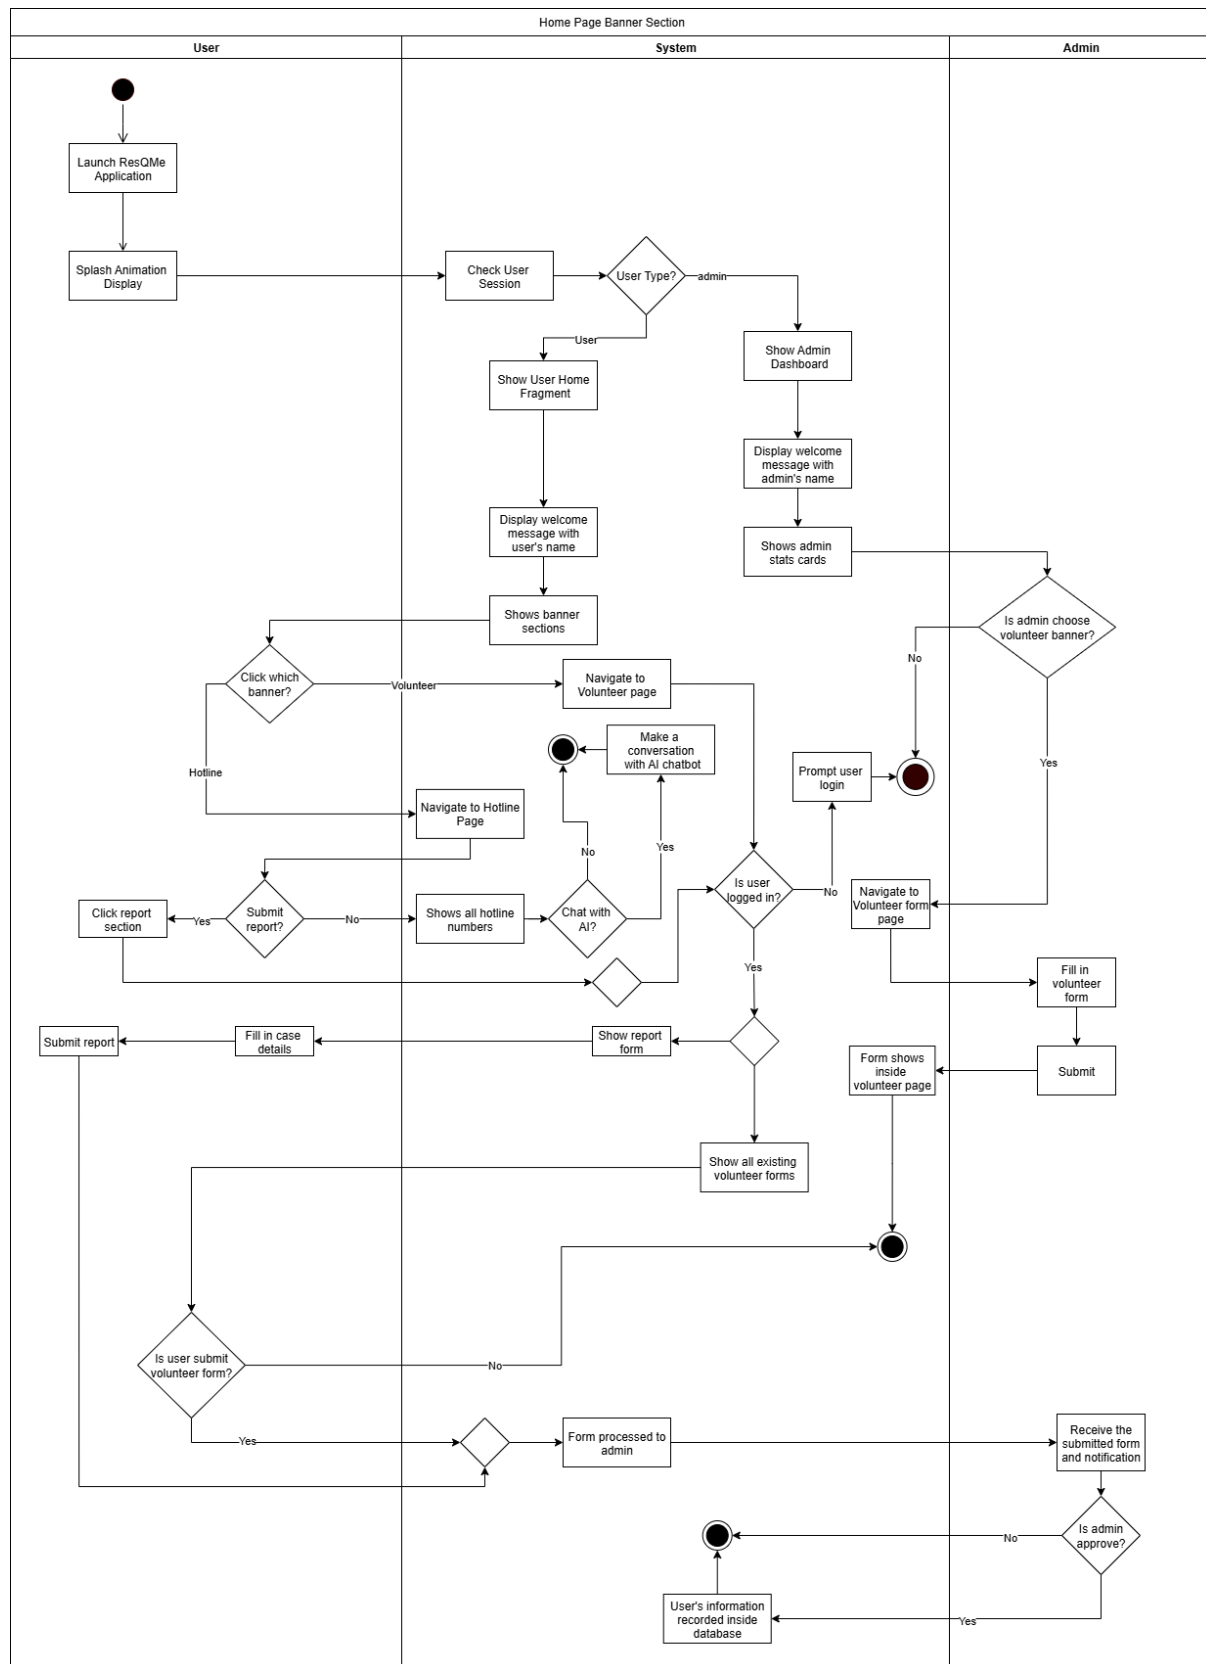 Home Page Banner Section
User
System
Admin
Launch ResQMe
Application
Splash Animation
Display
Check User
Session
User Type?
admin
User
Show Admin
Dashboard
Show User Home
Fragment
Display welcome
message with
admin's name
Display welcome
message with
user's name
Shows admin
stats cards
Shows banner
sections
Is admin choose
volunteer banner?
No
Yes
Click which
banner?
Volunteer
Navigate to
Volunteer page
Hotline
Make a
conversation
with AI chatbot
Prompt user
login
Navigate to Hotline
Page
No
Yes
Is user
logged in?
No
Navigate to
Volunteer form
page
Click report
section
Yes
Submit
report?
No
Shows all hotline
numbers
Chat with
AI?
Yes
Fill in
volunteer
form
Submit report
Fill in case
details
Show report
form
Form shows
inside
volunteer page
Submit
Show all existing
volunteer forms
Is user submit
volunteer form?
No
Yes
Form processed to
admin
Receive the
submitted form
and notification
Is admin
approve?
No
Yes
User's information
recorded inside
database